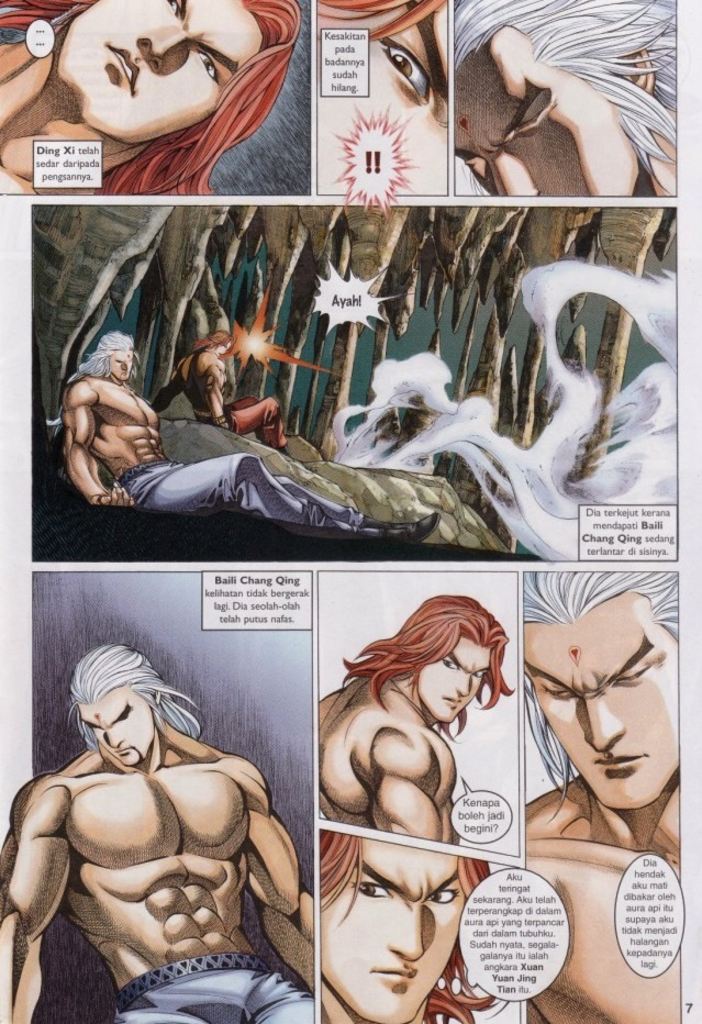 ...
...
Ding Xi telah
sedar daripada
pengsannya.
Kesakitan
pada
badannya
sudah
hilang.
!!
Ayah!
Dia terkejut kerana
mendapati Baili
Chang Qing sedang
terlantar di sisinya.
Baili Chang Qing
kelihatan tidak bergerak
lagi. Dia seolah-olah
telah putus nafas.
Kenapa
boleh jadi
begini?
Aku
teringat
sekarang. Aku telah
terperangkap di dalam
aura api yang terpancar
dari dalam tubuhku.
Sudah nyata, segala-
galanya itu ialah
angkara Xuan
Yuan Jing
Tian itu.
Dia
hendak
aku mati
dibakar oleh
aura api itu
supaya aku
tidak menjadi
halangan
kepadanya
lagi.
7